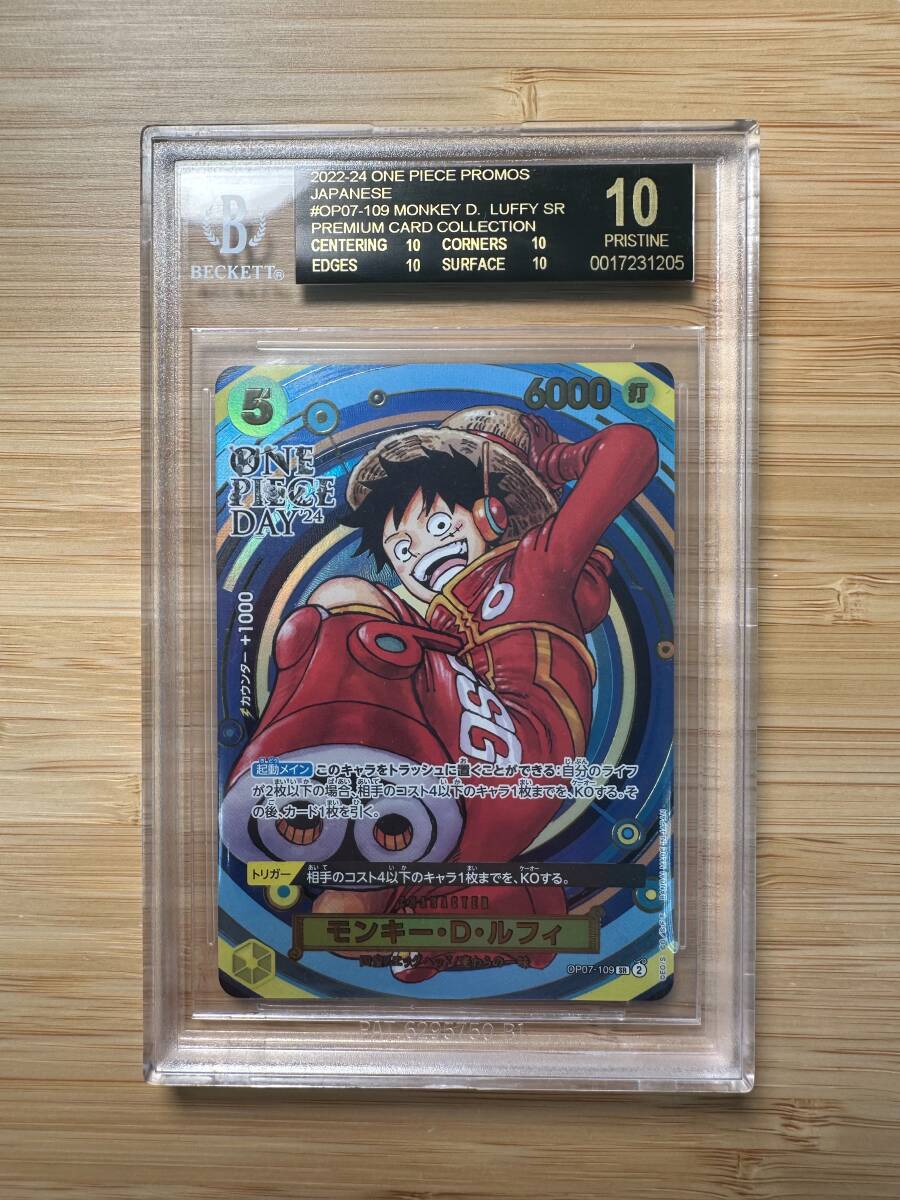 2022-24 ONE PIECE PROMOS
JAPANESE
#OP07-109 MONKEY D. LUFFY SR
PREMIUM CARD COLLECTION
CENTERING 10 CORNERS 10
EDGES 10 SURFACE 10
10
PRISTINE
0017231205
B
BECKETT®
5
6000 打
ONE
PIECE
DAY '24
カウンター +1000
起動メイン このキャラをトラッシュに置くことができる:自分のライフ
が2枚以下の場合、相手のコスト4以下のキャラ1枚までを、KOする。そ
の後、カード1枚を引く。
トリガー 相手のコスト4以下のキャラ1枚までを、KOする。
CHARACTER
モンキー・D・ルフィ
OP07-109 SR 2
PAT. 6295750 B1